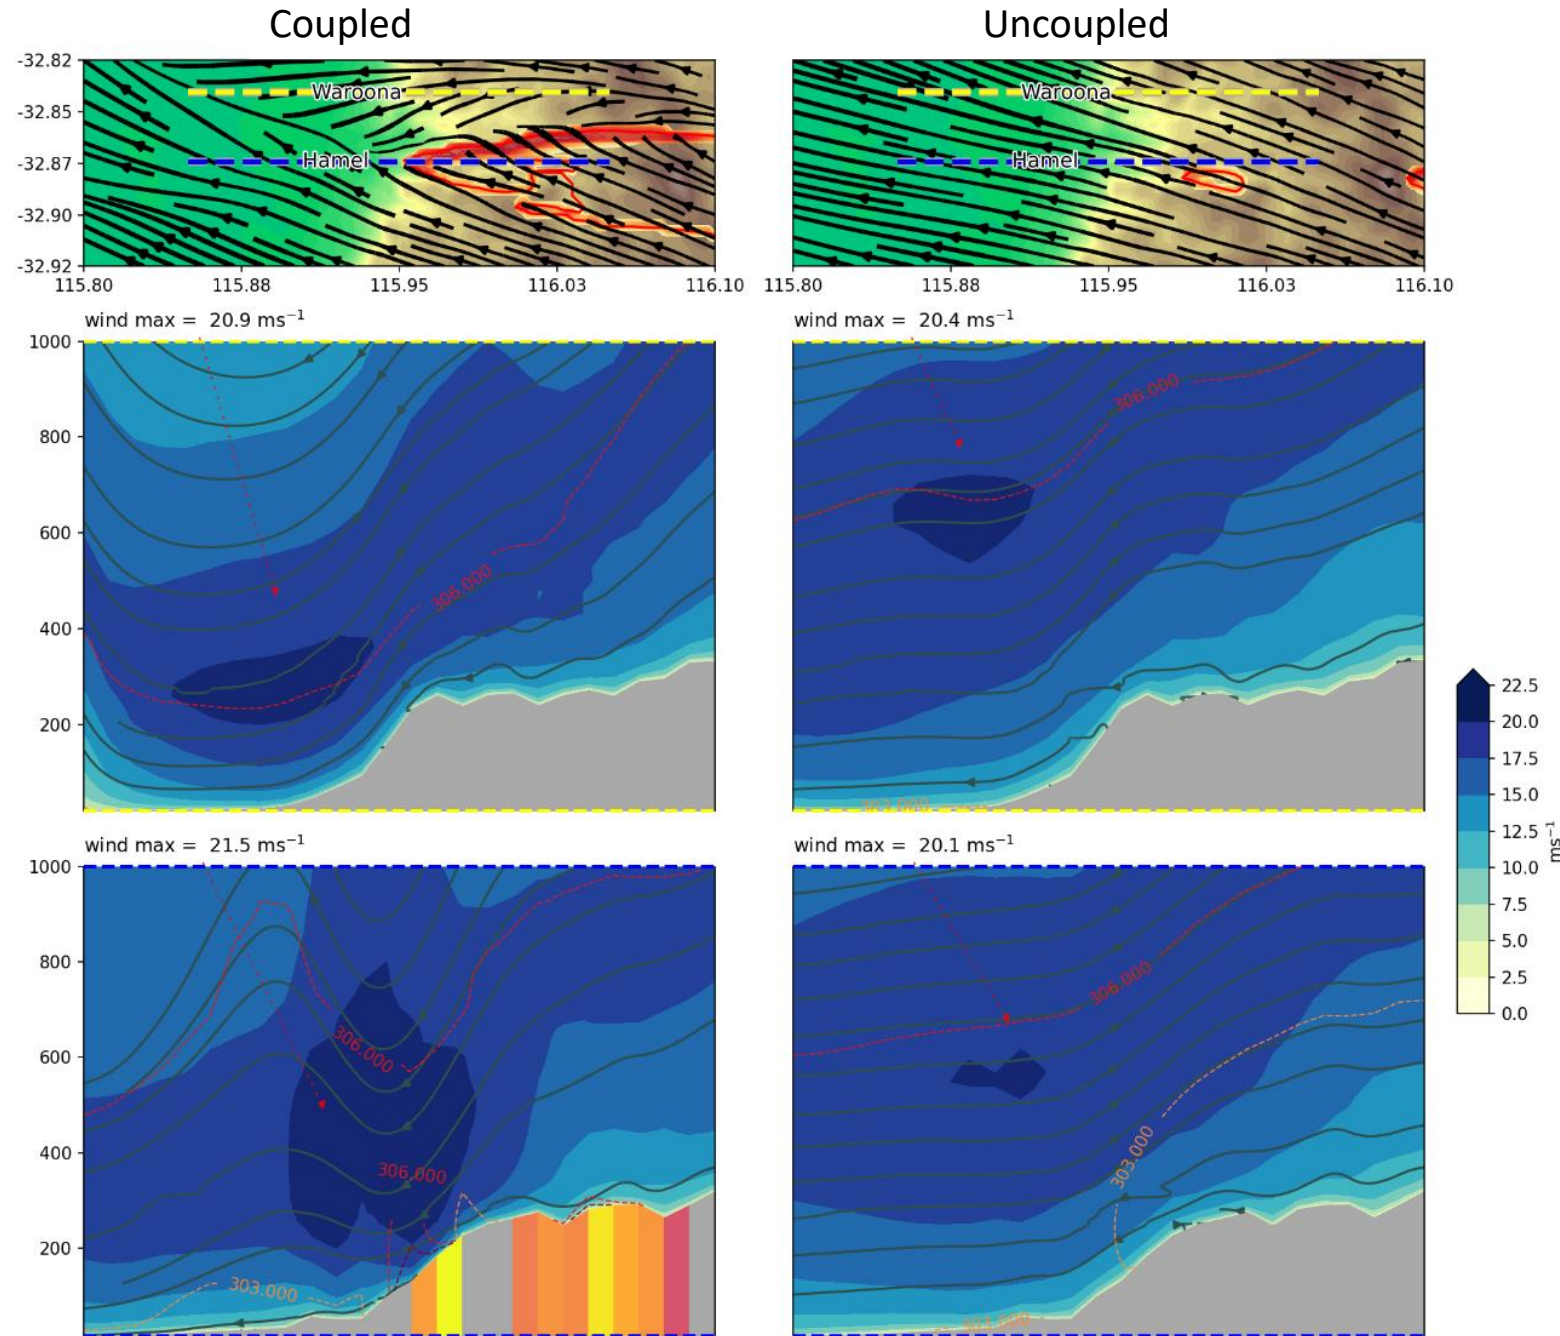 Coupled Uncoupled
-32.82
-32.85
-32.87
-32.90
-32.92
Waroona
Hamel
115.80 115.88 115.95 116.03 116.10
Waroona
Hamel
115.80 115.88 115.95 116.03 116.10
wind max = 20.9 ms⁻¹
1000
800
600
400
200
306.000
wind max = 20.4 ms⁻¹
306.000
303.000
wind max = 21.5 ms⁻¹
1000
800
600
400
200
306.000
306.000
303.000
wind max = 20.1 ms⁻¹
306.000
303.000
22.5
20.0
17.5
15.0
12.5
10.0
7.5
5.0
2.5
0.0
ms⁻¹